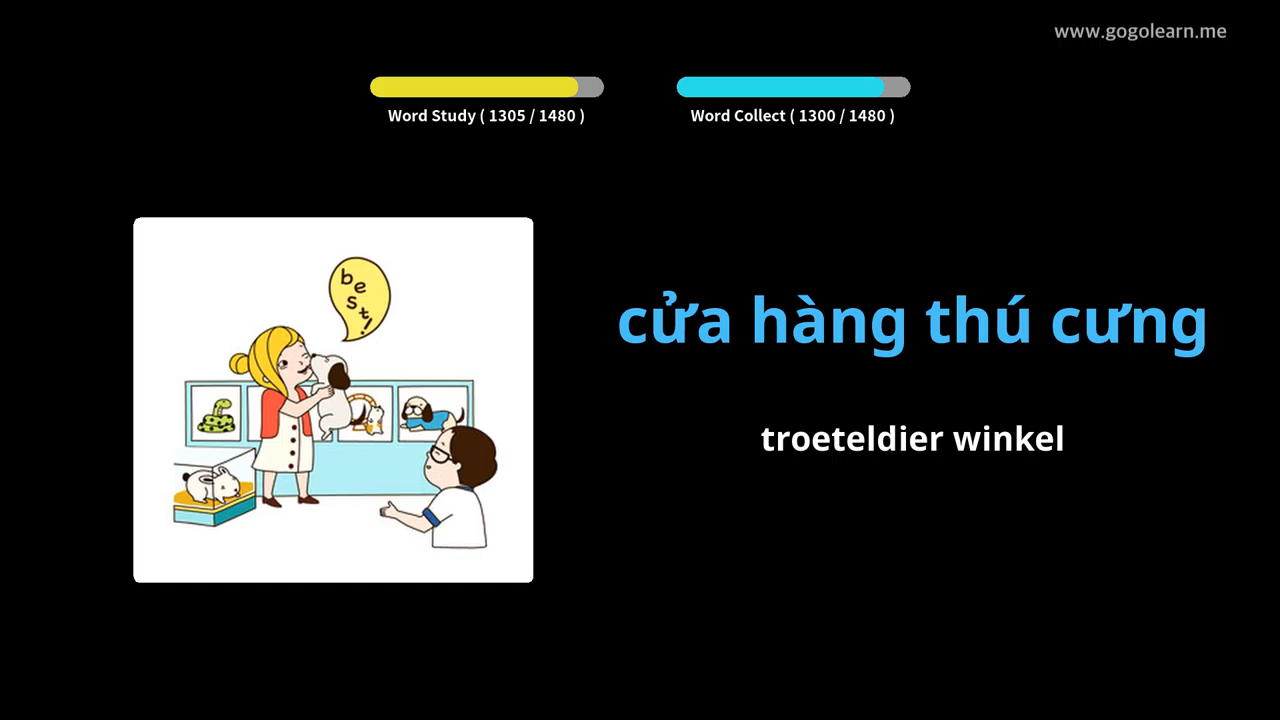 www.gogolearn.me
Word Study ( 1305 / 1480 )
Word Collect ( 1300 / 1480 )
best!
cửa hàng thú cưng
troeteldier winkel